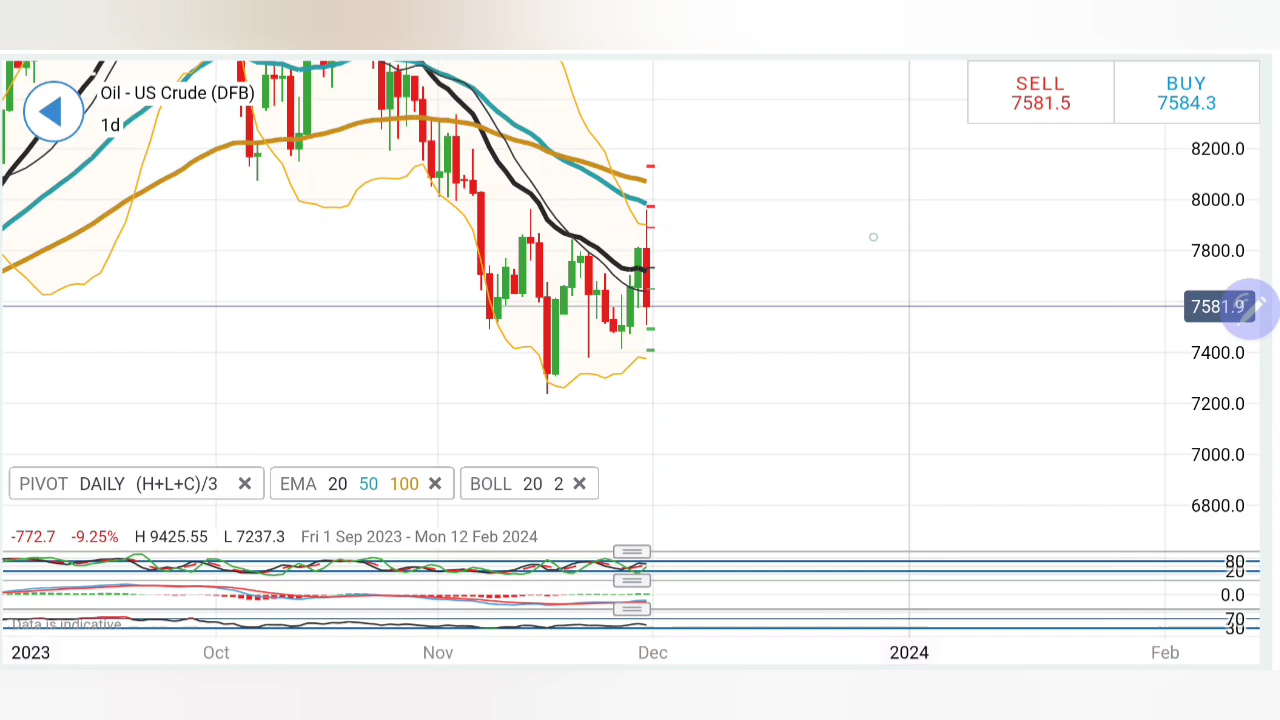 Oil - US Crude (DFB)
1d
SELL
7581.5
BUY
7584.3
8200.0
8000.0
7800.0
7581.9
7400.0
7200.0
7000.0
6800.0
PIVOT DAILY (H+L+C)/3 ✕ EMA 20 50 100 ✕ BOLL 20 2 ✕
-772.7 -9.25% H 9425.55 L 7237.3 Fri 1 Sep 2023 - Mon 12 Feb 2024
80
20
0.0
70
30
Data is indicative
2023 Oct Nov Dec 2024 Feb